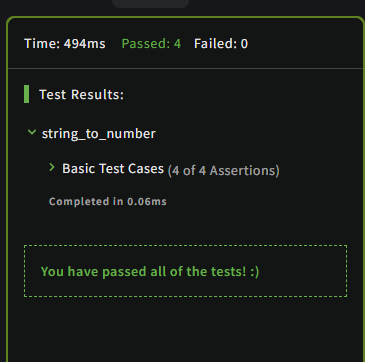 Time: 494ms Passed: 4 Failed: 0
Test Results:
string_to_number
Basic Test Cases (4 of 4 Assertions)
Completed in 0.06ms
You have passed all of the tests! :)